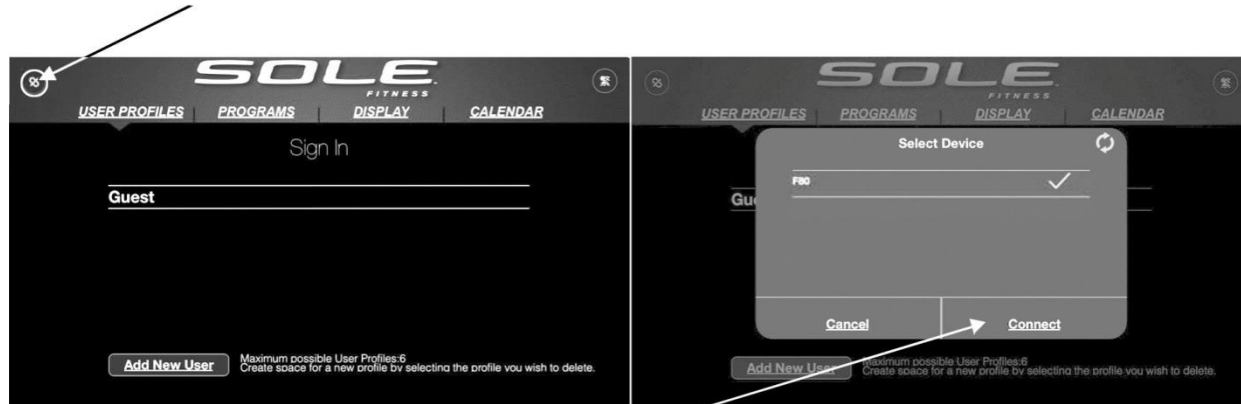 SOLE
FITNESS
USER PROFILES PROGRAMS DISPLAY CALENDAR
Sign In
Guest
Add New User
Maximum possible User Profiles:6
Create space for a new profile by selecting the profile you wish to delete.
SOLE
FITNESS
USER PROFILES PROGRAMS DISPLAY CALENDAR
Select Device
F80
Gue
Cancel Connect
Add New User
Maximum possible User Profiles:6
Create space for a new profile by selecting the profile you wish to delete.